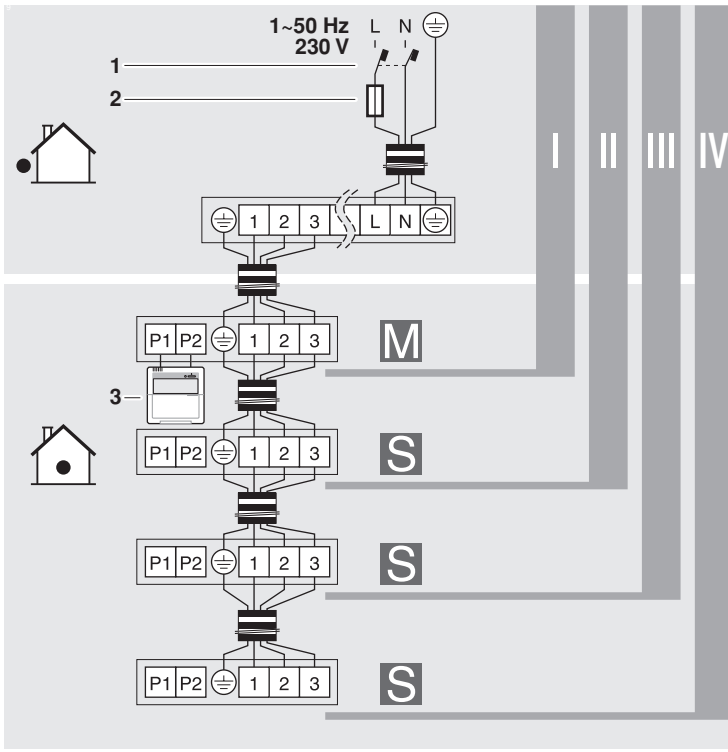 1~50 Hz L N
230 V
1
2
I II III IV
1 2 3 L N
P1 P2 1 2 3 M
3
P1 P2 1 2 3 S
P1 P2 1 2 3 S
P1 P2 1 2 3 S